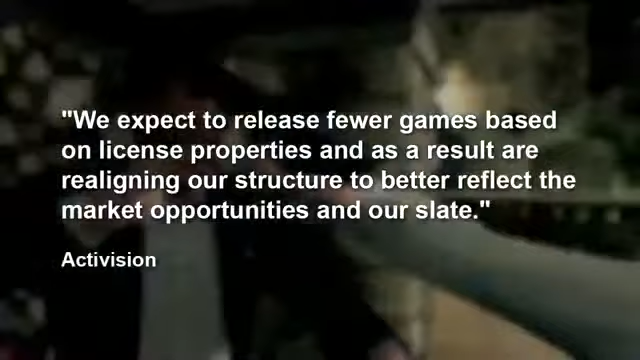 "We expect to release fewer games based
on license properties and as a result are
realigning our structure to better reflect the
market opportunities and our slate."
Activision